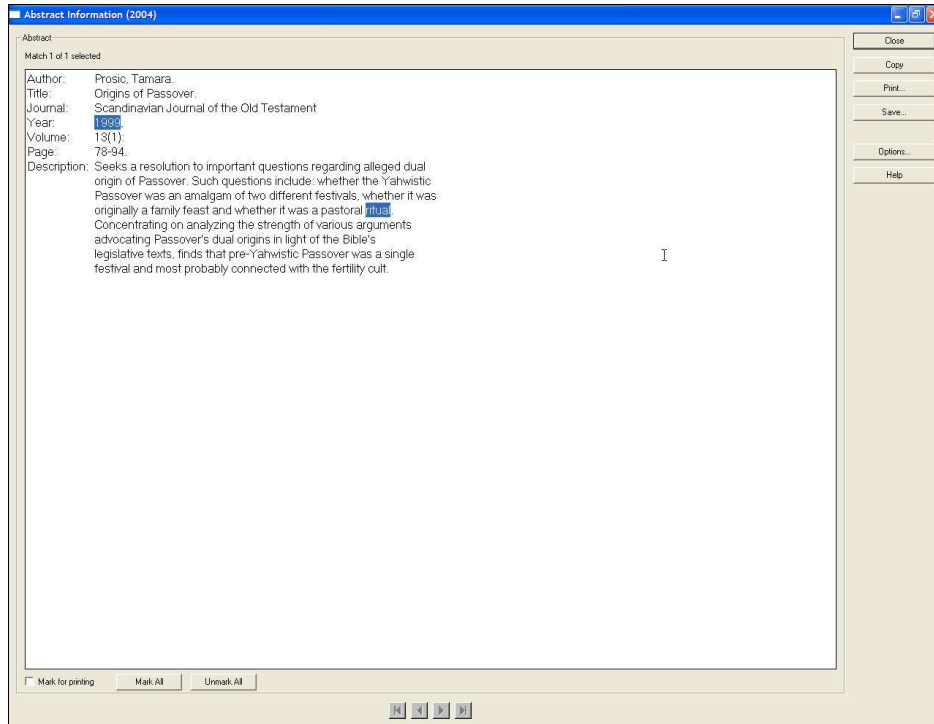 Abstract Information (2004)
Abstract
Match 1 of 1 selected
Author: Prosic, Tamara.
Title: Origins of Passover.
Journal: Scandinavian Journal of the Old Testament
Year: 1999,
Volume: 13(1):
Page: 78-94.
Description: Seeks a resolution to important questions regarding alleged dual
origin of Passover. Such questions include: whether the Yahwistic
Passover was an amalgam of two different festivals, whether it was
originally a family feast and whether it was a pastoral ritual.
Concentrating on analyzing the strength of various arguments
advocating Passover's dual origins in light of the Bible's
legislative texts, finds that pre-Yahwistic Passover was a single
festival and most probably connected with the fertility cult.
Close
Copy
Print...
Save...
Options...
Help
Mark for printing Mark All Unmark All